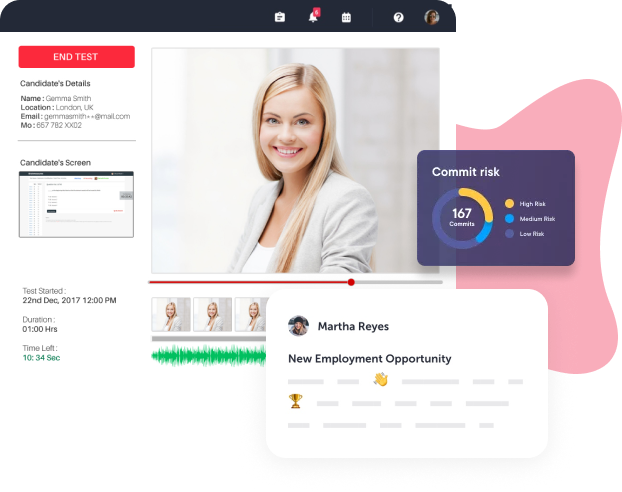 6
END TEST
Candidate's Details
Name : Gemma Smith
Location : London, UK
Email : gemmasmith++@mail.com
Mo : 657 782 XX02
Candidate's Screen
Test Started :
22nd Dec, 2017 12:00 PM
Duration :
01:00 Hrs
Time Left :
10: 34 Sec
Commit risk
167
Commits
High Risk
Medium Risk
Low Risk
Martha Reyes
New Employment Opportunity